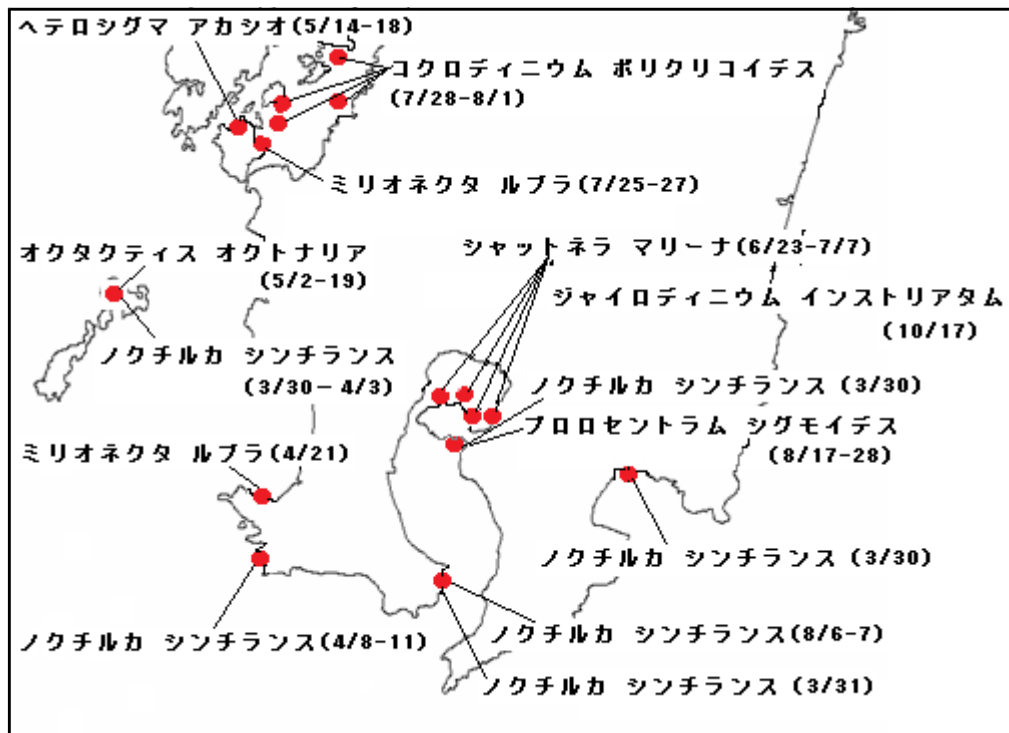 ヘテロシグマ アカシオ(5/14-18)
コクロディニウム ポリクリコイデス
(7/28-8/1)
ミリオネクタ ルブラ(7/25-27)
オクタクティス オクトナリア
(5/2-19)
シャットネラ マリーナ(6/23-7/7)
ジャイロディニウム インストリアタム
(10/17)
ノクチルカ シンチランス
(3/30－4/3)
ノクチルカ シンチランス(3/30)
プロロセントラム シグモイデス
(8/17-28)
ミリオネクタ ルブラ(4/21)
ノクチルカ シンチランス(3/30)
ノクチルカ シンチランス(4/8-11)
ノクチルカ シンチランス(8/6-7)
ノクチルカ シンチランス(3/31)